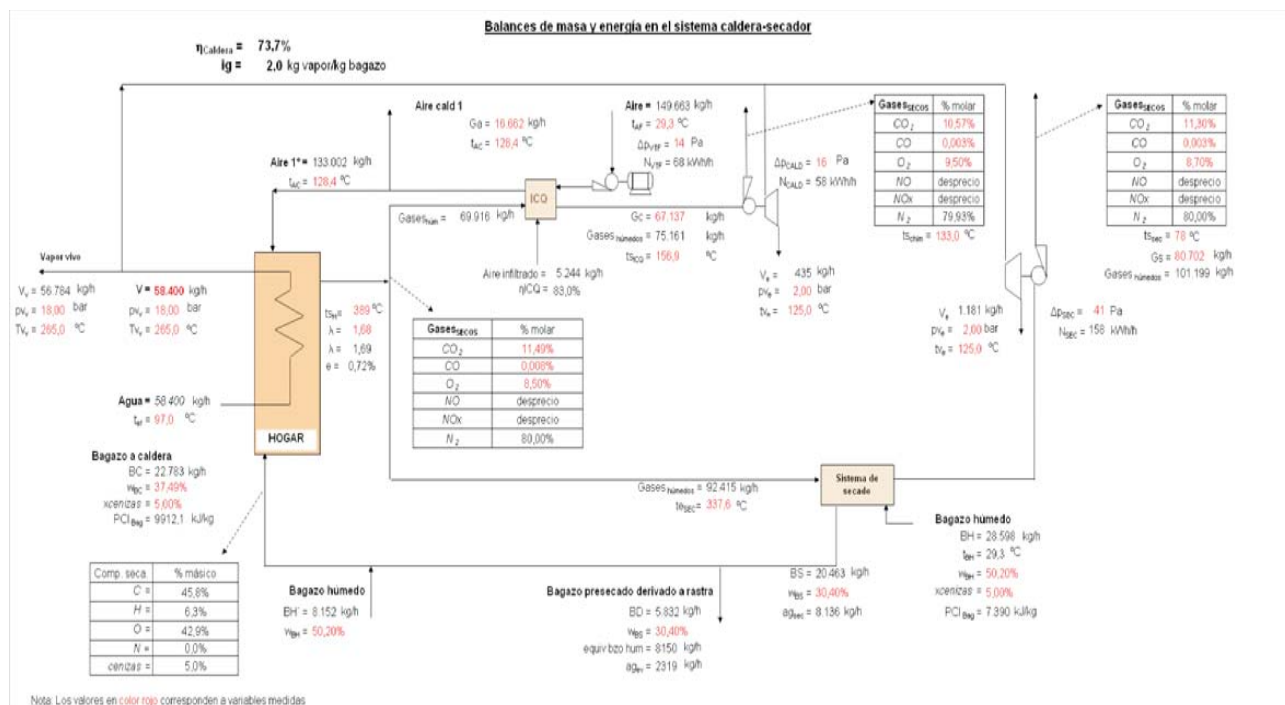 Balances de masa y energía en el sistema caldera-secador
ηCaldera = 73,7%
ig = 2,0 kg vapor/kg bagazo
Aire cald 1
Ga = 16.662 kg/h
tAC = 128,4 ºC
Aire = 149.663 kg/h
tAF = 29,3 ºC
ΔpVTF = 14 Pa
NVTF = 68 kWh/h
Aire 1* = 133.002 kg/h
tAC = 128,4 ºC
ICQ
Gases húm = 69.916 kg/h
Gc = 67.137 kg/h
Gases húmedos = 75.161 kg/h
tsICQ = 156,9 ºC
Aire infiltrado = 5.244 kg/h
ηICQ = 83,0%
ΔpCALD = 16 Pa
NCALD = 58 kWh/h
GasesSECOS % molar
CO2 10,57%
CO 0,003%
O2 9,50%
NO desprecio
NOx desprecio
N2 79,93%
tschim = 133,0 ºC
GasesSECOS % molar
CO2 11,30%
CO 0,003%
O2 8,70%
NO desprecio
NOx desprecio
N2 80,00%
tssec = 78 ºC
Gs = 80.702 kg/h
Gases húmedos = 101.199 kg/h
Vapor vivo
Vv = 56.784 kg/h
pvv = 18,00 bar
Tvv = 265,0 ºC
V = 58.400 kg/h
pvv = 18,00 bar
Tvv = 265,0 ºC
tsH = 389 ºC
λ = 1,68
λ = 1,69
e = 0,72%
Ve = 435 kg/h
pve = 2,00 bar
tve = 125,0 ºC
Ve 1.181 kg/h
pve = 2,00 bar
tve = 125,0 ºC
ΔpSEC = 41 Pa
NSEC = 158 kWh/h
GasesSECOS % molar
CO2 11,49%
CO 0,008%
O2 8,50%
NO desprecio
NOx desprecio
N2 80,00%
Agua = 58.400 kg/h
= 97,0 ºC
HOGAR
Bagazo a caldera
BC = 22.783 kg/h
wBC = 37,49%
xcenizas = 5,00%
PCIBag = 9912,1 kJ/kg
Gases húmedos = 92.415 kg/h
teSEC = 337,6 ºC
Sistema de
secado
Bagazo húmedo
BH = 28.598 kg/h
tBH = 29,3 ºC
wBH = 50,20%
xcenizas = 5,00%
PCIBag = 7.390 kJ/kg
Comp. seca. % másico
C = 45,8%
H = 6,3%
O = 42,9%
N = 0,0%
cenizas = 5,0%
Bagazo húmedo
BH´ = 8.152 kg/h
wBH = 50,20%
Bagazo presecado derivado a rastra
BD = 5.832 kg/h
wBS = 30,40%
equiv bzo hum = 8150 kg/h
= 2319 kg/h
BS = 20.463 kg/h
wBS = 30,40%
agsec = 8.136 kg/h
Nota: Los valores en color rojo corresponden a variables medidas